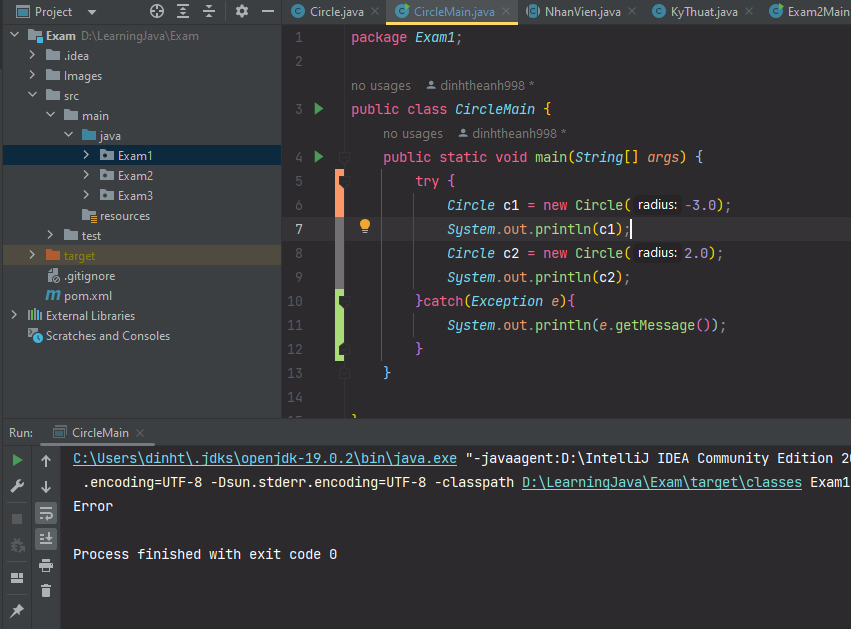 Project
Circle.java
CircleMain.java
NhanVien.java
KyThuat.java
Exam2Main
Exam D:\LearningJava\Exam
.idea
Images
src
main
java
Exam1
Exam2
Exam3
resources
test
target
.gitignore
pom.xml
External Libraries
Scratches and Consoles
1 package Exam1;
2
no usages dinhtheanh998 *
3 public class CircleMain {
no usages dinhtheanh998 *
4 public static void main(String[] args) {
5 try {
6 Circle c1 = new Circle( radius: -3.0);
7 System.out.println(c1);
8 Circle c2 = new Circle( radius: 2.0);
9 System.out.println(c2);
10 }catch(Exception e){
11 System.out.println(e.getMessage());
12 }
13 }
14
Run: CircleMain
C:\Users\dinht\.jdks\openjdk-19.0.2\bin\java.exe "-javaagent:D:\IntelliJ IDEA Community Edition 20
.encoding=UTF-8 -Dsun.stderr.encoding=UTF-8 -classpath D:\LearningJava\Exam\target\classes Exam1
Error
Process finished with exit code 0